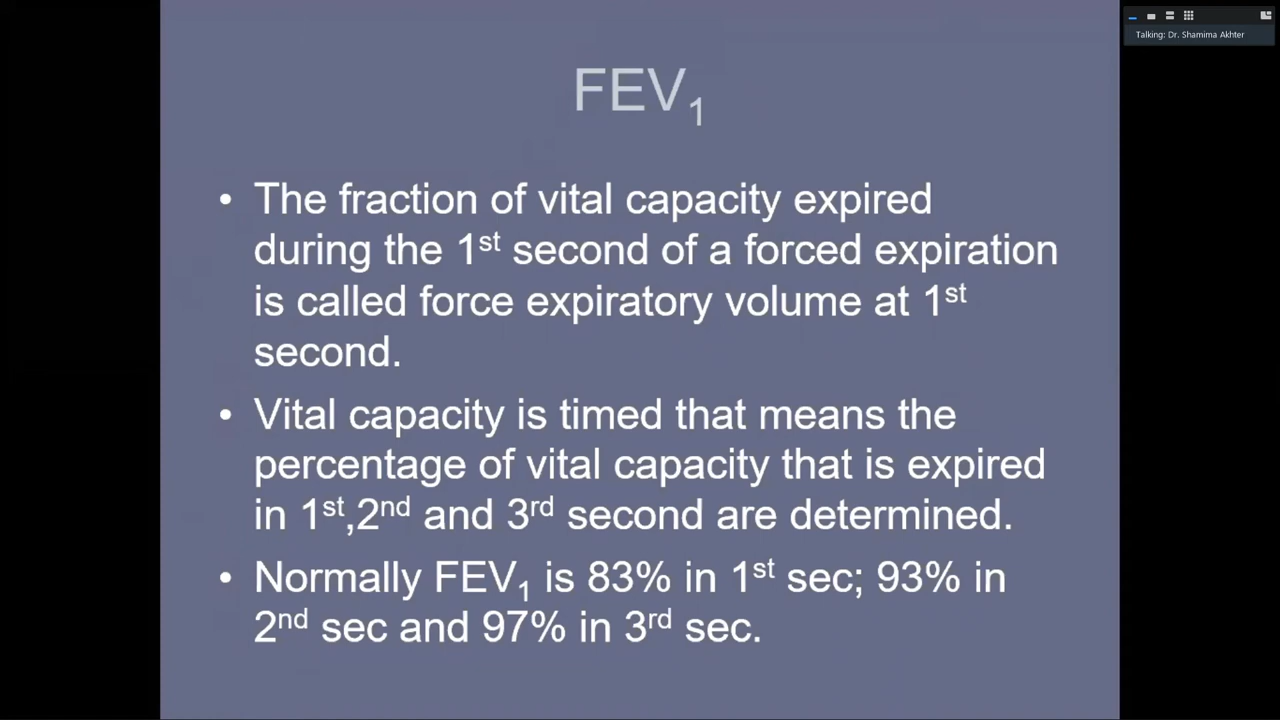 Talking: Dr. Shamima Akhter
FEV₁
• The fraction of vital capacity expired
during the 1ˢᵗ second of a forced expiration
is called force expiratory volume at 1ˢᵗ
second.
• Vital capacity is timed that means the
percentage of vital capacity that is expired
in 1ˢᵗ,2ⁿᵈ and 3ʳᵈ second are determined.
• Normally FEV₁ is 83% in 1ˢᵗ sec; 93% in
2ⁿᵈ sec and 97% in 3ʳᵈ sec.